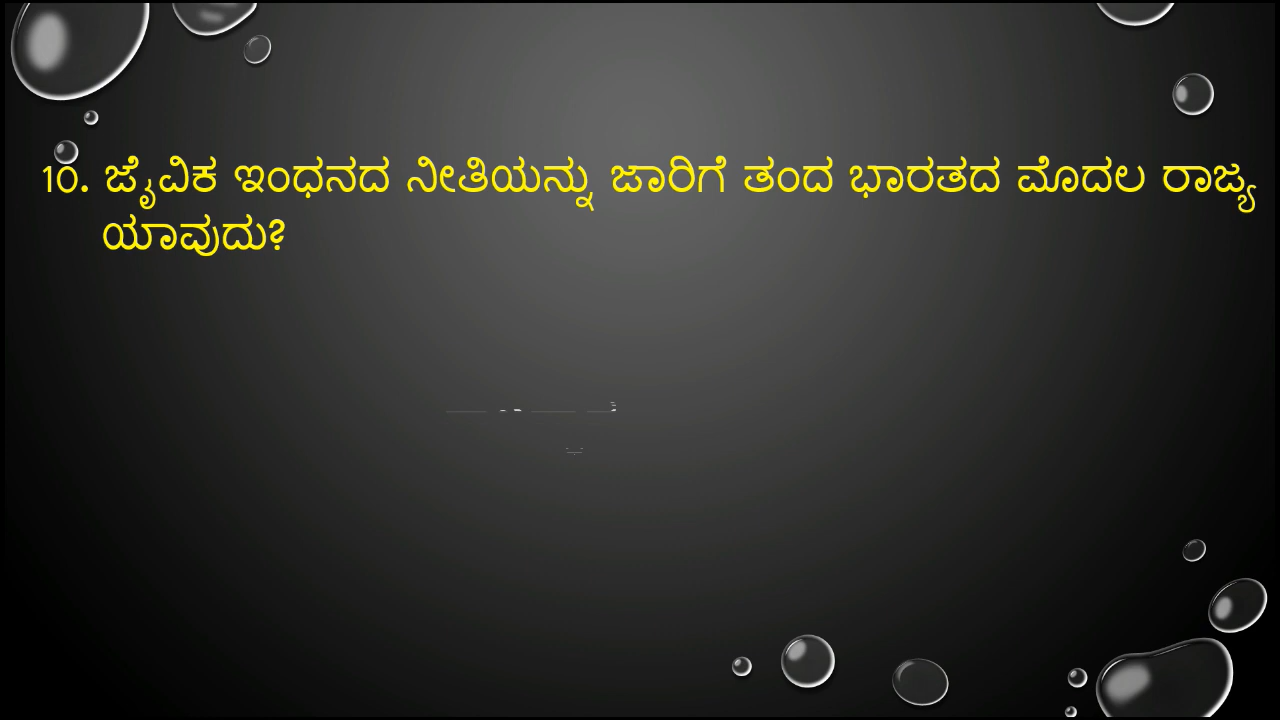 10. ಜೈವಿಕ ಇಂಧನದ ನೀತಿಯನ್ನು ಜಾರಿಗೆ ತಂದ ಭಾರತದ ಮೊದಲ ರಾಜ್ಯ
ಯಾವುದು?